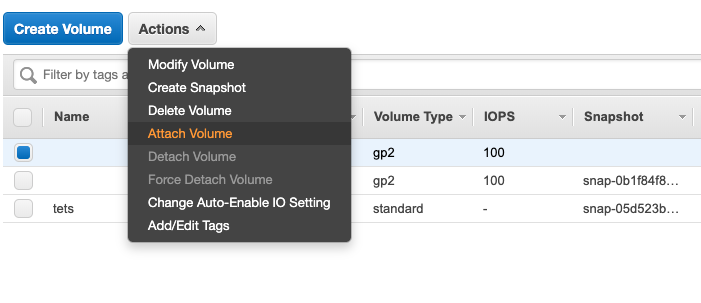 Create Volume Actions
Modify Volume
Filter by tags a
Create Snapshot
Delete Volume
Name Volume Type IOPS Snapshot
Attach Volume
Detach Volume
gp2 100
Force Detach Volume
gp2 100 snap-0b1f84f8…
Change Auto-Enable IO Setting
tets standard - snap-05d523b…
Add/Edit Tags